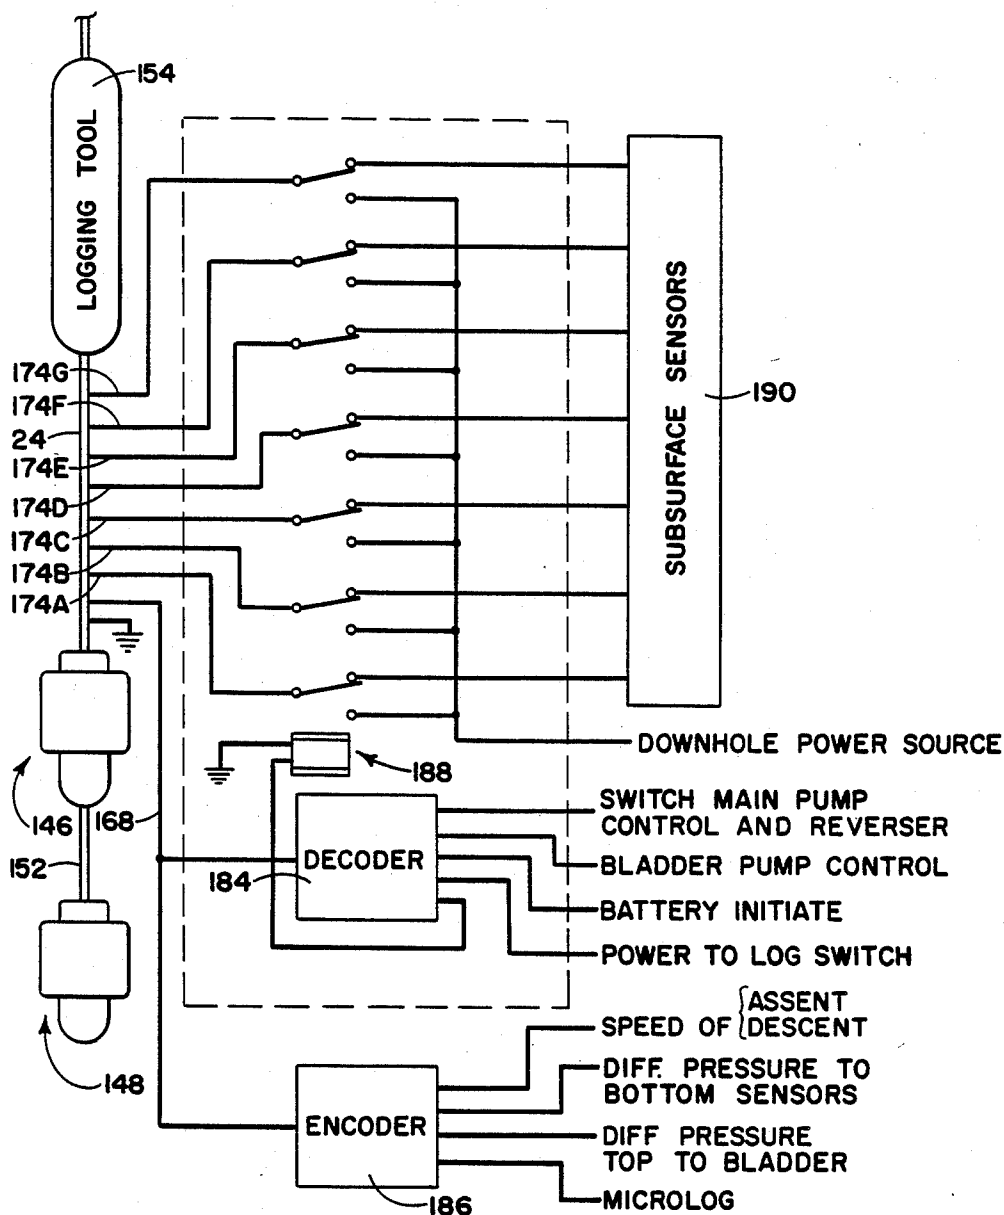 154
LOGGING TOOL
SUBSURFACE SENSORS
190
174G
174F
24
174E
174D
174C
174B
174A
146
168
152
148
188
DOWNHOLE POWER SOURCE
DECODER
184
SWITCH MAIN PUMP
CONTROL AND REVERSER
BLADDER PUMP CONTROL
BATTERY INITIATE
POWER TO LOG SWITCH
SPEED OF { ASSENT
DESCENT
DIFF. PRESSURE TO
BOTTOM SENSORS
DIFF PRESSURE
TOP TO BLADDER
MICROLOG
ENCODER
186